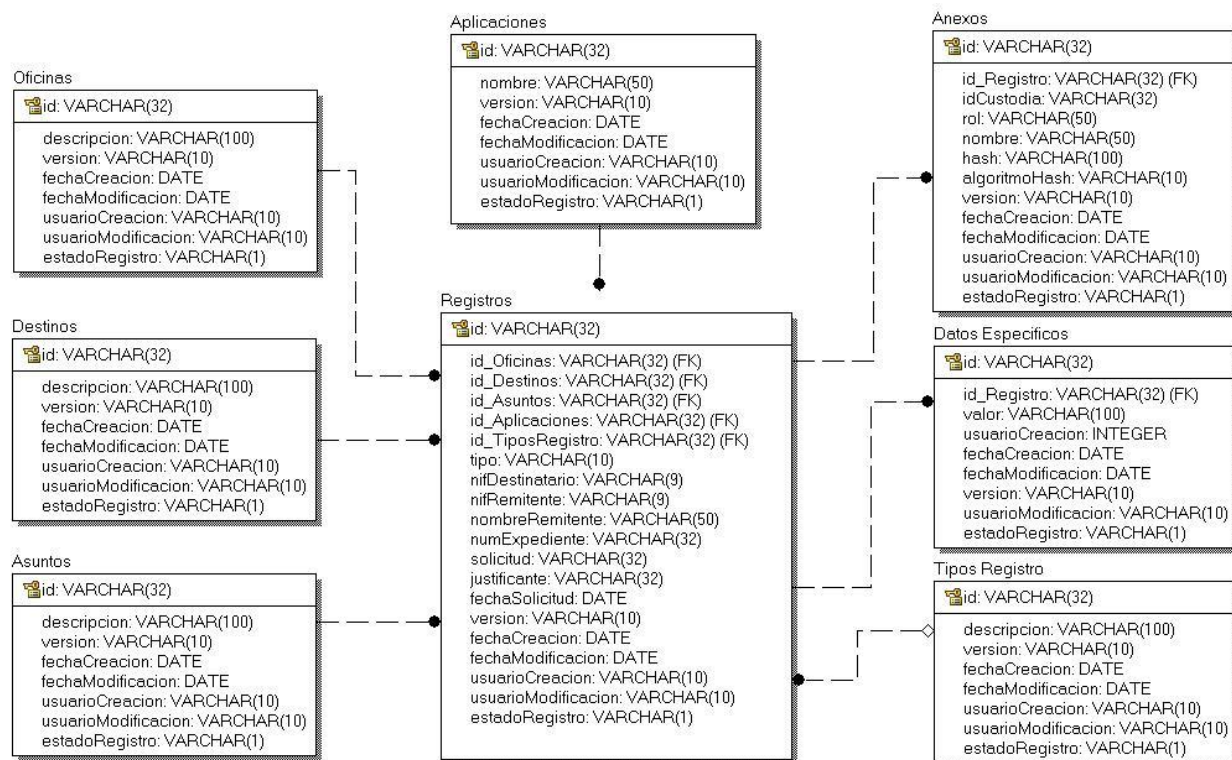 Oficinas
id: VARCHAR(32)
descripcion: VARCHAR(100)
version: VARCHAR(10)
fechaCreacion: DATE
fechaModificacion: DATE
usuarioCreacion: VARCHAR(10)
usuarioModificacion: VARCHAR(10)
estadoRegistro: VARCHAR(1)
Destinos
id: VARCHAR(32)
descripcion: VARCHAR(100)
version: VARCHAR(10)
fechaCreacion: DATE
fechaModificacion: DATE
usuarioCreacion: VARCHAR(10)
usuarioModificacion: VARCHAR(10)
estadoRegistro: VARCHAR(1)
Asuntos
id: VARCHAR(32)
descripcion: VARCHAR(100)
version: VARCHAR(10)
fechaCreacion: DATE
fechaModificacion: DATE
usuarioCreacion: VARCHAR(10)
usuarioModificacion: VARCHAR(10)
estadoRegistro: VARCHAR(1)
Aplicaciones
id: VARCHAR(32)
nombre: VARCHAR(50)
version: VARCHAR(10)
fechaCreacion: DATE
fechaModificacion: DATE
usuarioCreacion: VARCHAR(10)
usuarioModificacion: VARCHAR(10)
estadoRegistro: VARCHAR(1)
Registros
id: VARCHAR(32)
id_Oficinas: VARCHAR(32) (FK)
id_Destinos: VARCHAR(32) (FK)
id_Asuntos: VARCHAR(32) (FK)
id_Aplicaciones: VARCHAR(32) (FK)
id_TiposRegistro: VARCHAR(32) (FK)
tipo: VARCHAR(10)
nifDestinatario: VARCHAR(9)
nifRemitente: VARCHAR(9)
nombreRemitente: VARCHAR(50)
numExpediente: VARCHAR(32)
solicitud: VARCHAR(32)
justificante: VARCHAR(32)
fechaSolicitud: DATE
version: VARCHAR(10)
fechaCreacion: DATE
fechaModificacion: DATE
usuarioCreacion: VARCHAR(10)
usuarioModificacion: VARCHAR(10)
estadoRegistro: VARCHAR(1)
Anexos
id: VARCHAR(32)
id_Registro: VARCHAR(32) (FK)
idCustodia: VARCHAR(32)
rol: VARCHAR(50)
nombre: VARCHAR(50)
hash: VARCHAR(100)
algoritmoHash: VARCHAR(10)
version: VARCHAR(10)
fechaCreacion: DATE
fechaModificacion: DATE
usuarioCreacion: VARCHAR(10)
usuarioModificacion: VARCHAR(10)
estadoRegistro: VARCHAR(1)
Datos Especificos
id: VARCHAR(32)
id_Registro: VARCHAR(32) (FK)
valor: VARCHAR(100)
usuarioCreacion: INTEGER
fechaCreacion: DATE
fechaModificacion: DATE
version: VARCHAR(10)
usuarioModificacion: VARCHAR(10)
estadoRegistro: VARCHAR(1)
Tipos Registro
id: VARCHAR(32)
descripcion: VARCHAR(100)
version: VARCHAR(10)
fechaCreacion: DATE
fechaModificacion: DATE
usuarioCreacion: VARCHAR(10)
usuarioModificacion: VARCHAR(10)
estadoRegistro: VARCHAR(1)